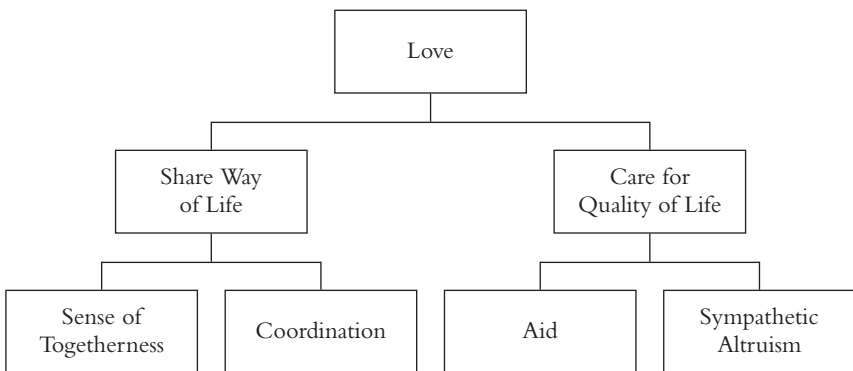 Love
Share Way
of Life
Care for
Quality of Life
Sense of
Togetherness
Coordination
Aid
Sympathetic
Altruism